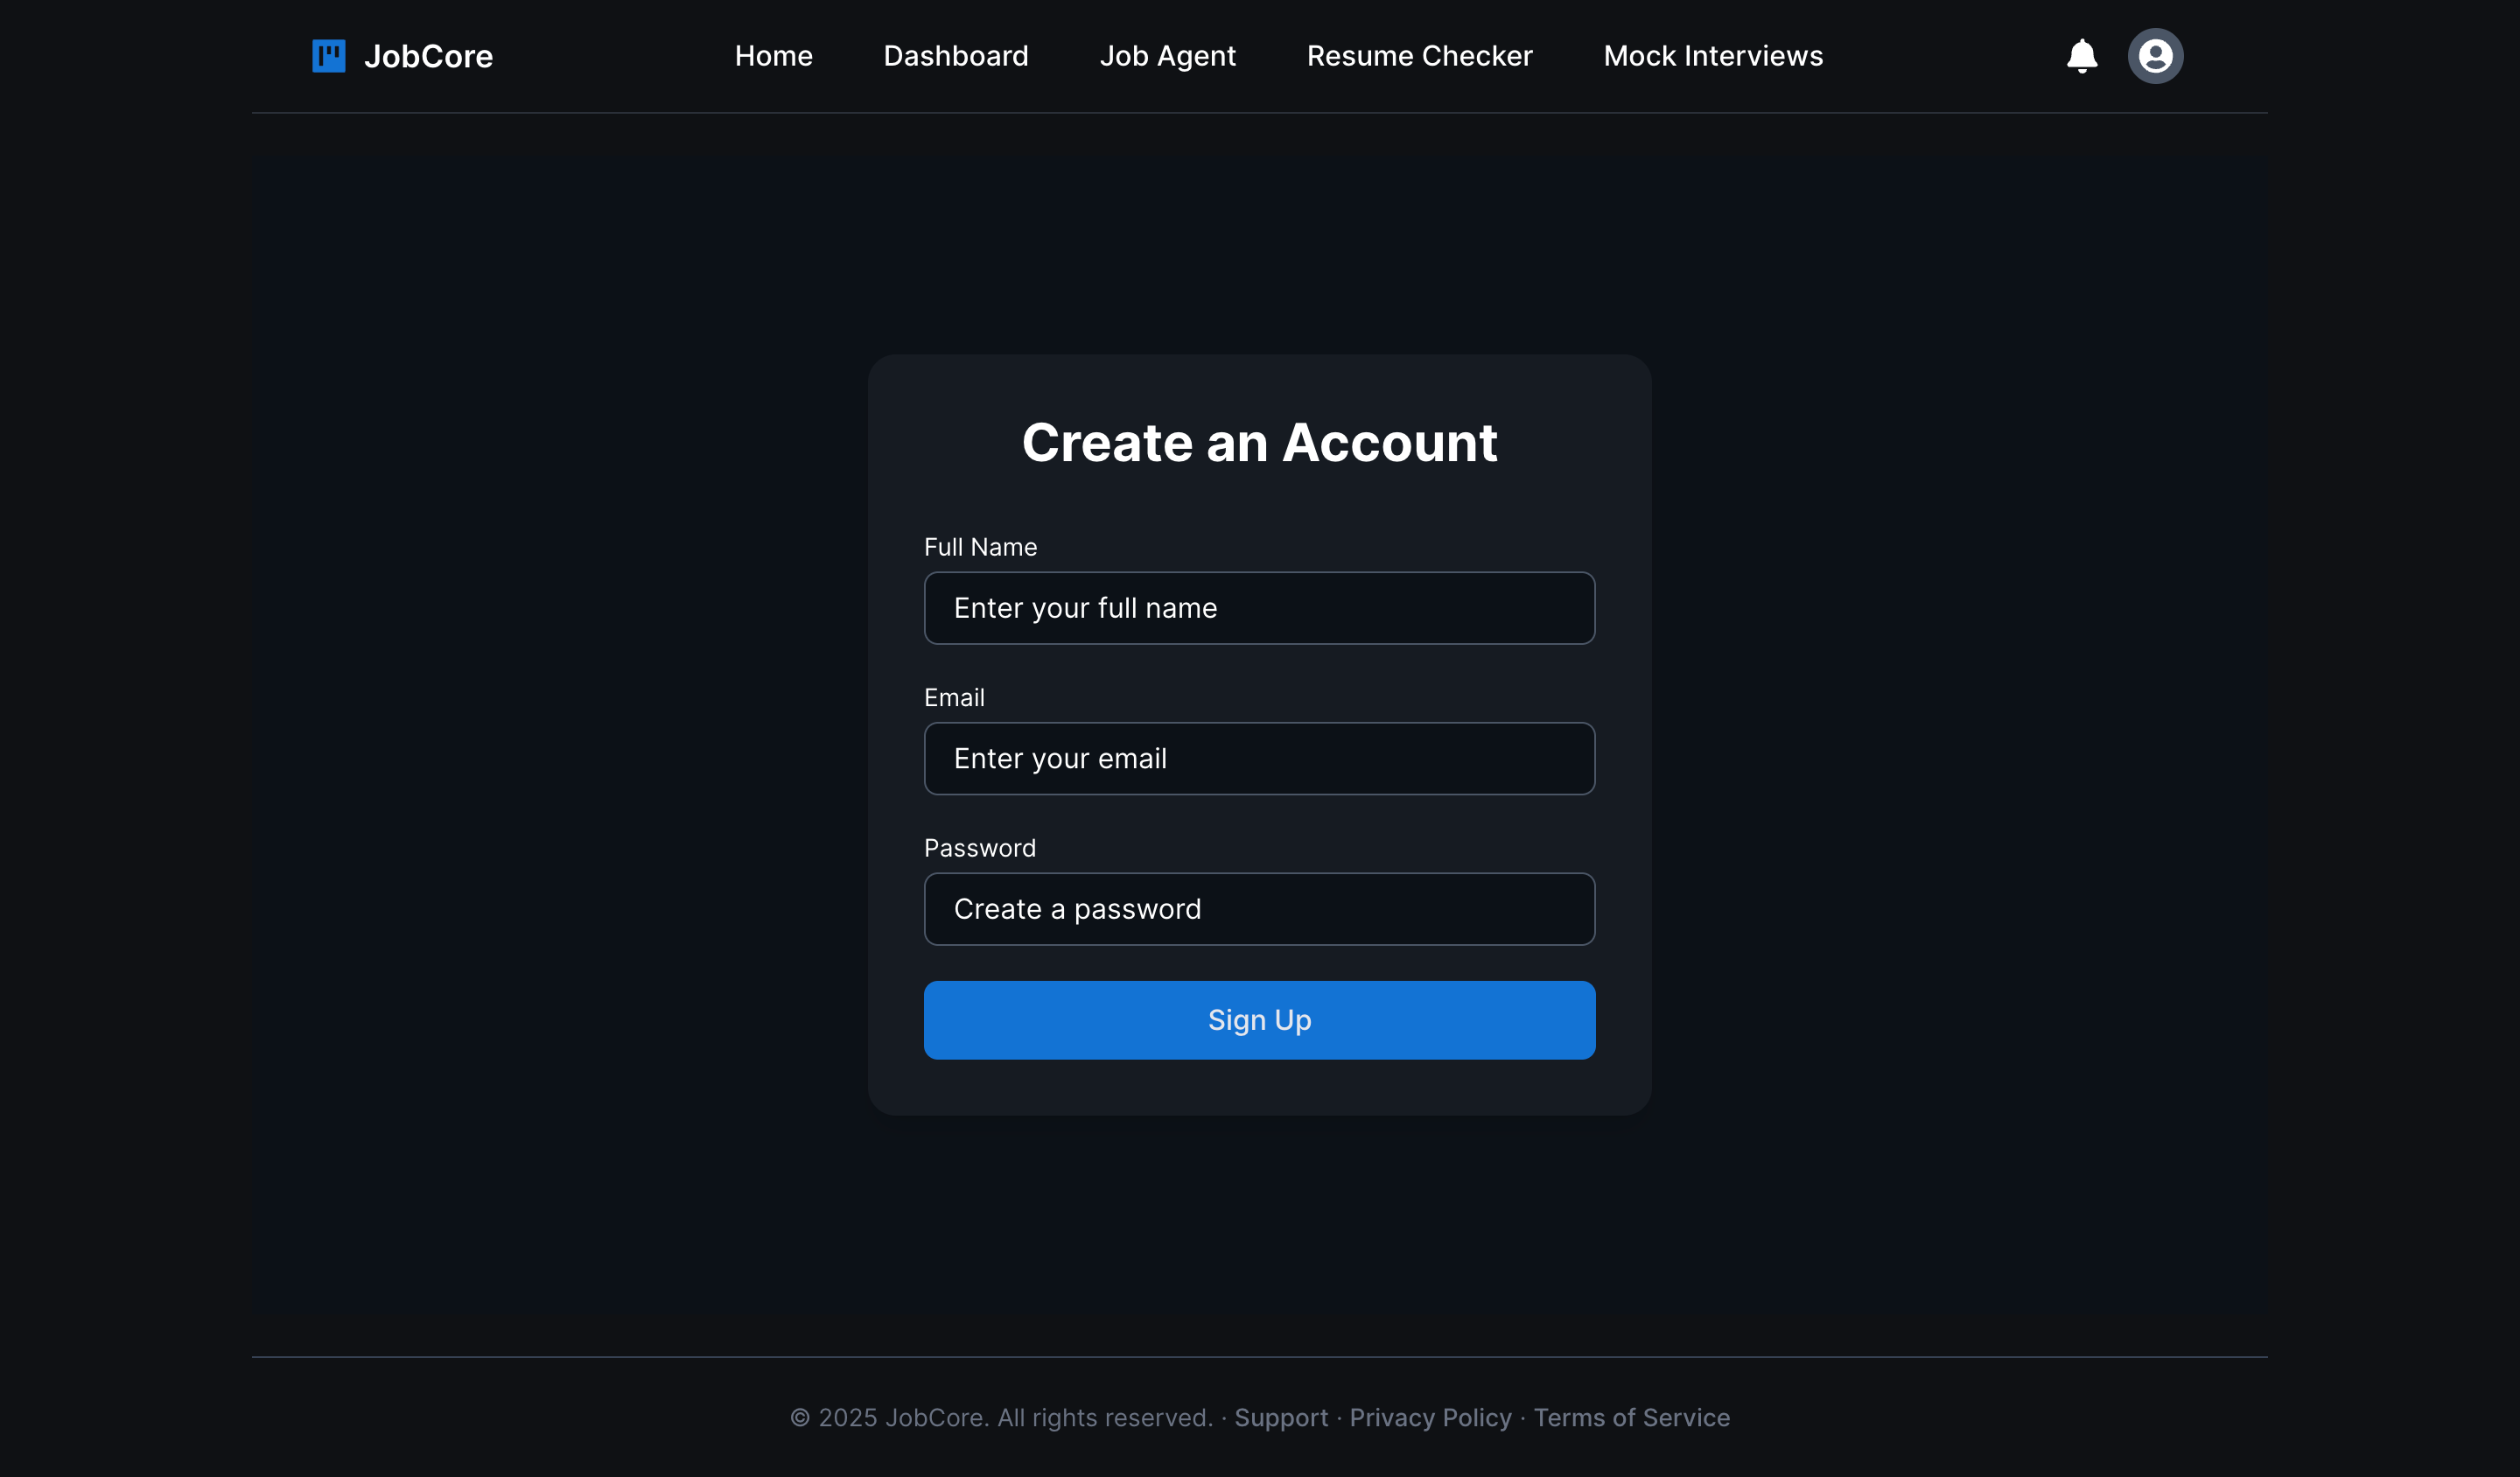 JobCore
Home Dashboard Job Agent Resume Checker Mock Interviews
Create an Account
Full Name
Enter your full name
Email
Enter your email
Password
Create a password
Sign Up
© 2025 JobCore. All rights reserved. · Support · Privacy Policy · Terms of Service